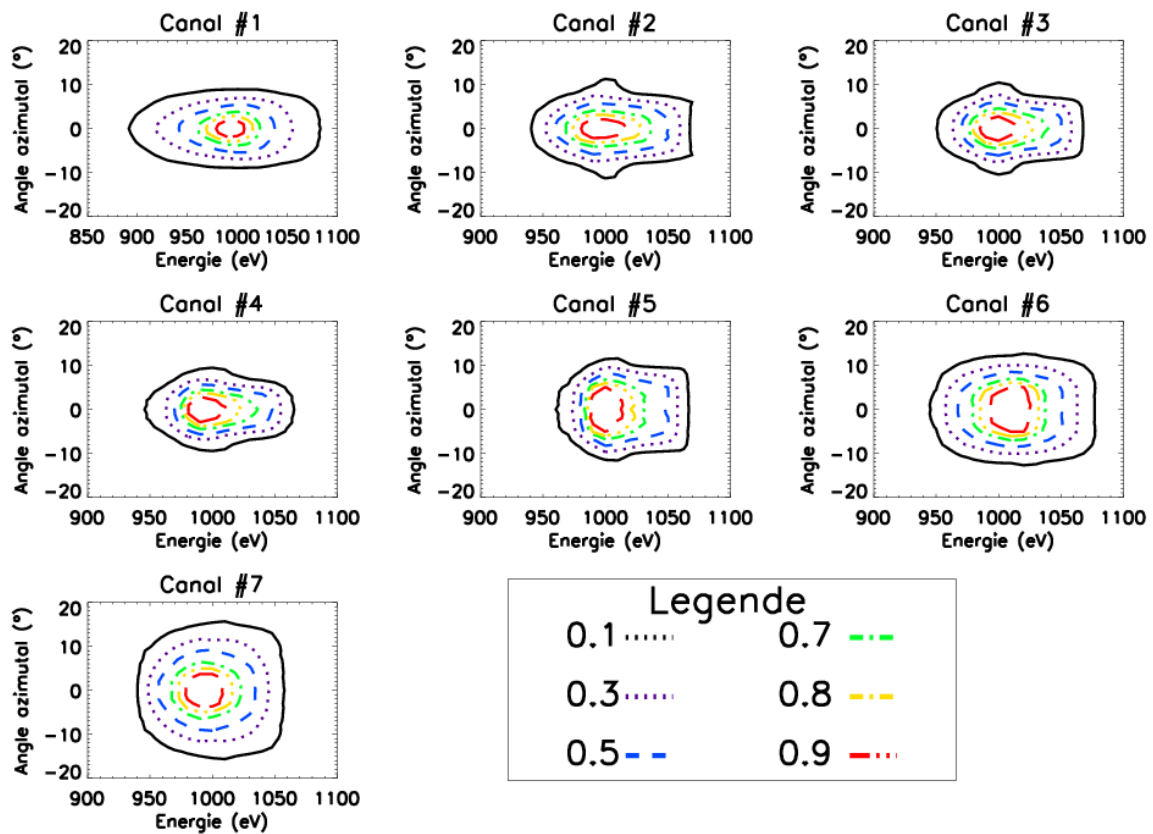 Canal #1
Canal #2
Canal #3
Angle azimutal (°)
20
10
0
-10
-20
850 900 950 1000 1050 1100
Energie (eV)
Angle azimutal (°)
20
10
0
-10
-20
900 950 1000 1050 1100
Energie (eV)
Angle azimutal (°)
20
10
0
-10
-20
900 950 1000 1050 1100
Energie (eV)
Canal #4
Canal #5
Canal #6
Angle azimutal (°)
20
10
0
-10
-20
900 950 1000 1050 1100
Energie (eV)
Angle azimutal (°)
20
10
0
-10
-20
900 950 1000 1050 1100
Energie (eV)
Angle azimutal (°)
20
10
0
-10
-20
900 950 1000 1050 1100
Energie (eV)
Canal #7
Angle azimutal (°)
20
10
0
-10
-20
900 950 1000 1050 1100
Energie (eV)
Legende
0.1 0.7
0.3 0.8
0.5 0.9